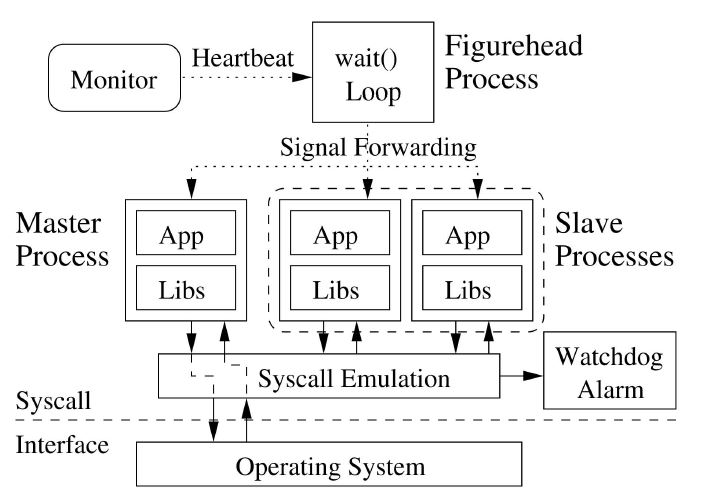 Monitor
Heartbeat
wait()
Loop
Figurehead
Process
Signal Forwarding
Master
Process
App
Libs
App
Libs
App
Libs
Slave
Processes
Syscall Emulation
Watchdog
Alarm
Syscall
Interface
Operating System